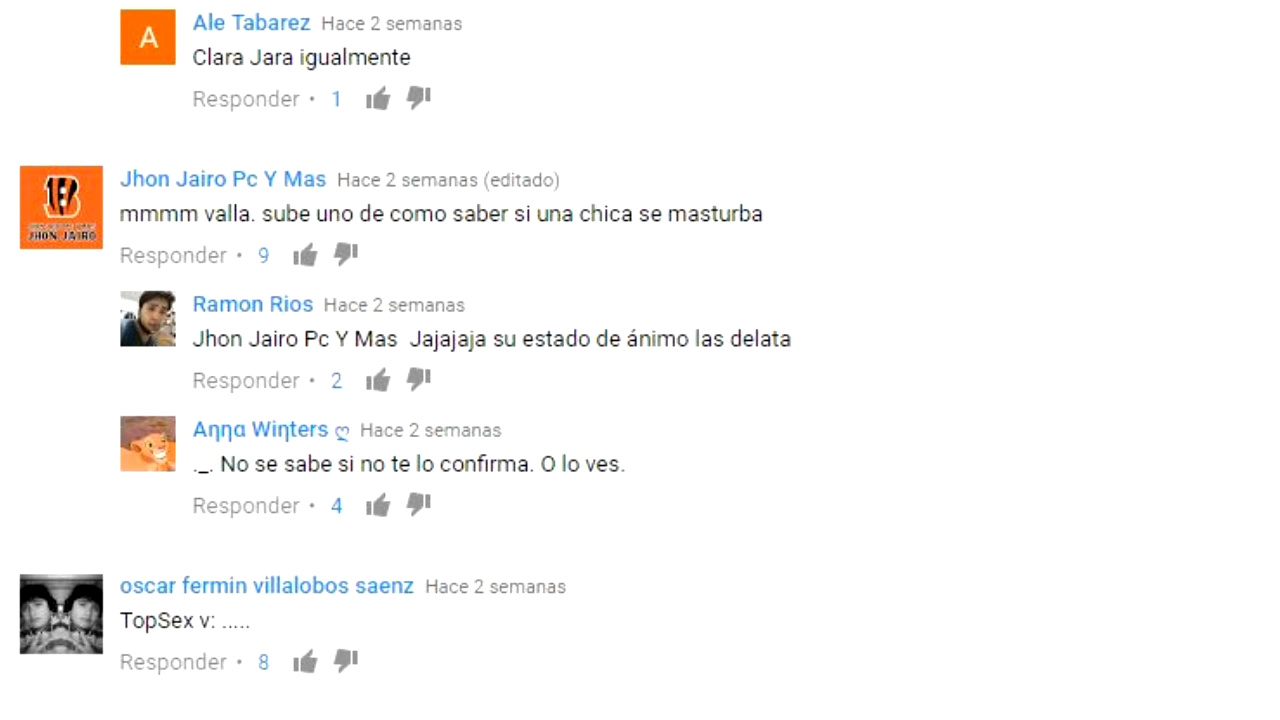 A
Ale Tabarez Hace 2 semanas
Clara Jara igualmente
Responder • 1
Jhon Jairo Pc Y Mas Hace 2 semanas (editado)
mmmm valla. sube uno de como saber si una chica se masturba
JHON JAIRO
Responder • 9
Ramon Rios Hace 2 semanas
Jhon Jairo Pc Y Mas Jajajaja su estado de ánimo las delata
Responder • 2
Aηηα Wiηters ღ Hace 2 semanas
._. No se sabe si no te lo confirma. O lo ves.
Responder • 4
oscar fermin villalobos saenz Hace 2 semanas
TopSex v: .....
Responder • 8